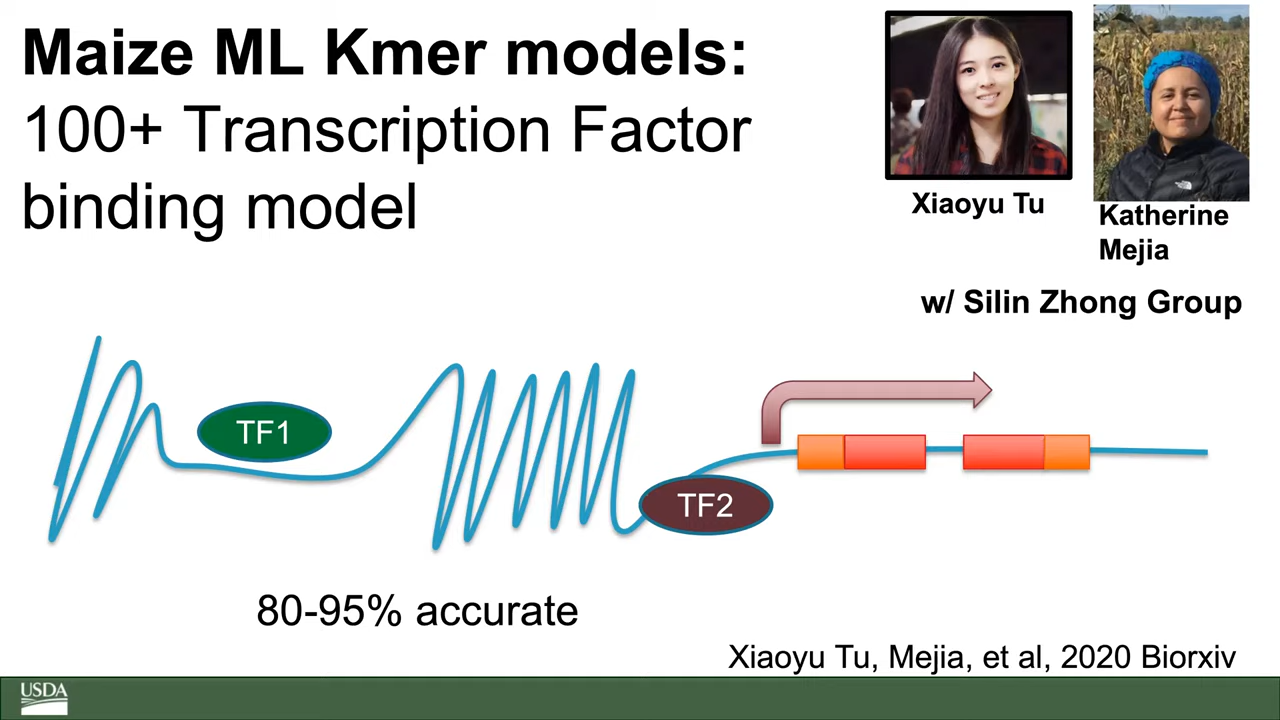 Maize ML Kmer models:
100+ Transcription Factor
binding model
Xiaoyu Tu
Katherine
Mejia
w/ Silin Zhong Group
TF1
TF2
80-95% accurate
Xiaoyu Tu, Mejia, et al, 2020 Biorxiv
USDA